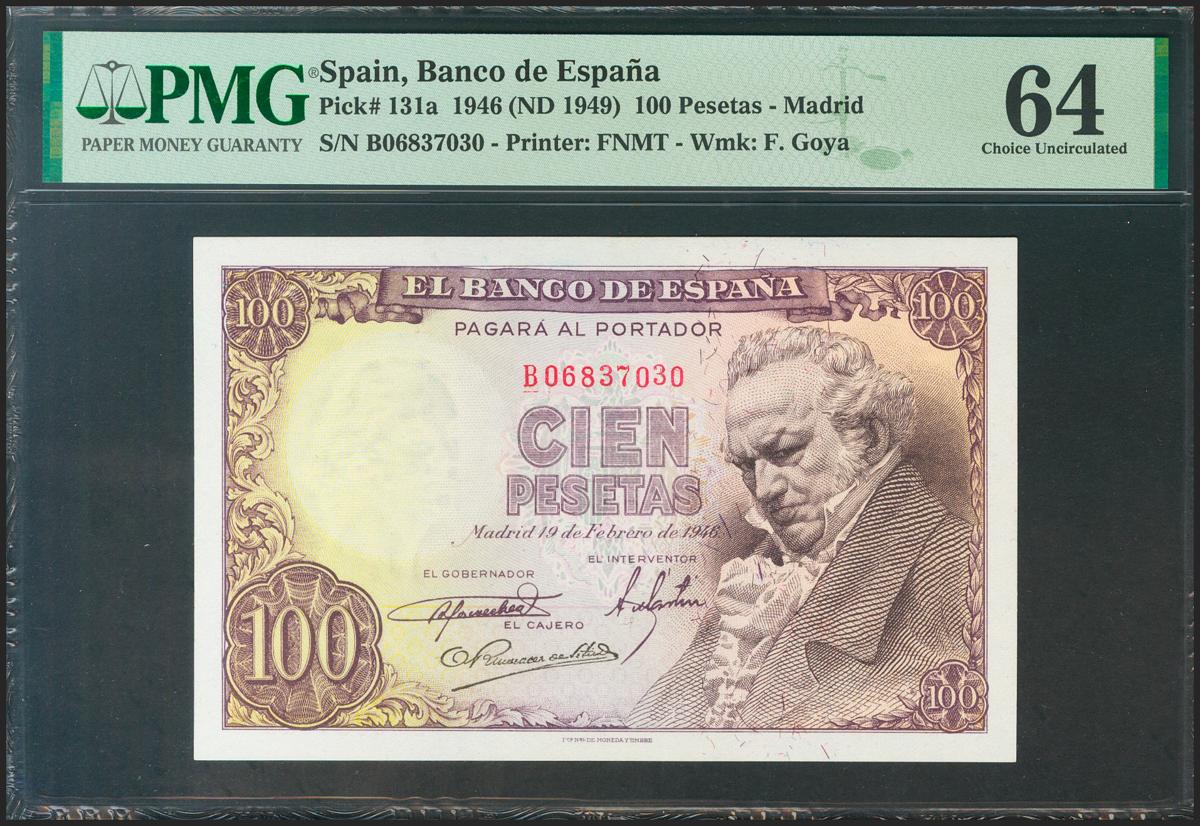 PMG®
PAPER MONEY GUARANTY
Spain, Banco de España
Pick# 131a 1946 (ND 1949) 100 Pesetas - Madrid
S/N B06837030 - Printer: FNMT - Wmk: F. Goya
64
Choice Uncirculated
100
EL BANCO DE ESPAÑA
100
PAGARÁ AL PORTADOR
B06837030
CIEN
PESETAS
Madrid 19 de Febrero de 1946
EL INTERVENTOR
EL GOBERNADOR
EL CAJERO
100
100